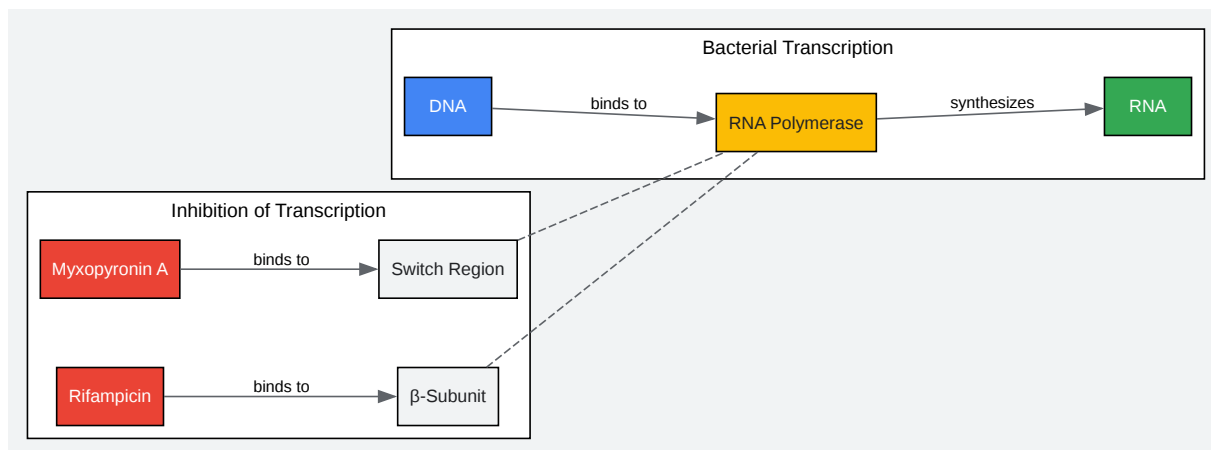 Bacterial Transcription
DNA
binds to
RNA Polymerase
synthesizes
RNA
Inhibition of Transcription
Myxopyronin A
binds to
Switch Region
Rifampicin
binds to
β-Subunit